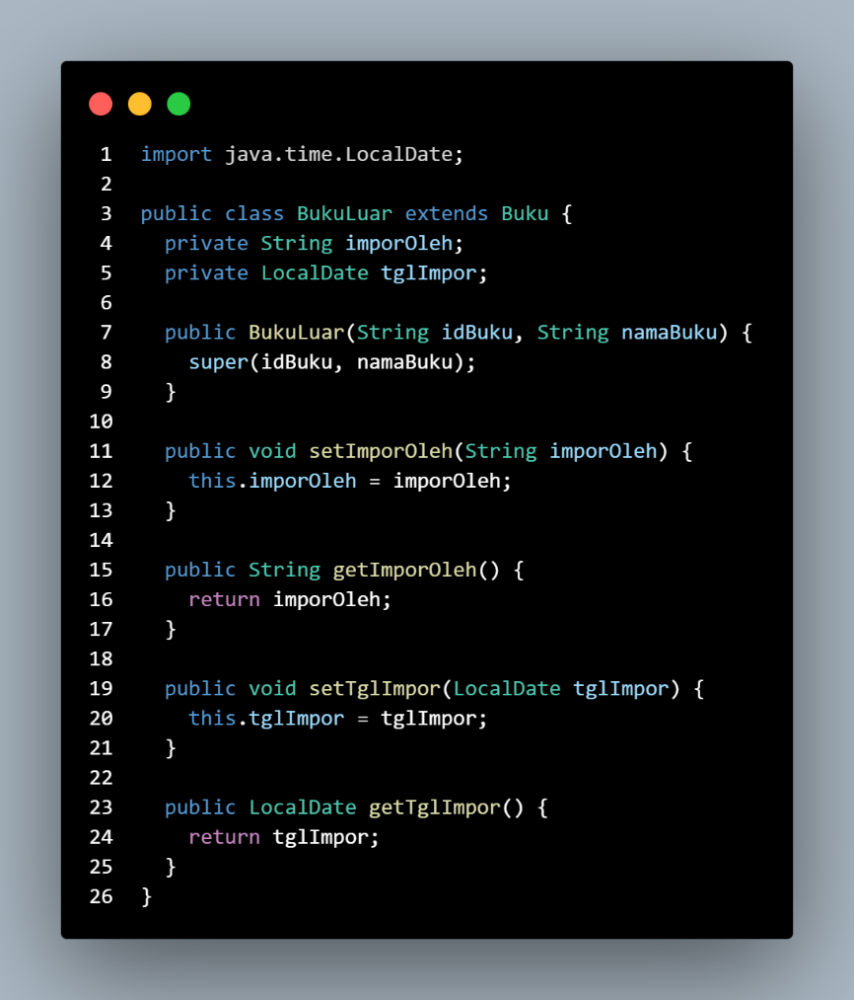 1 import java.time.LocalDate;
2
3 public class BukuLuar extends Buku {
4   private String imporOleh;
5   private LocalDate tglImpor;
6
7   public BukuLuar(String idBuku, String namaBuku) {
8     super(idBuku, namaBuku);
9   }
10
11   public void setImporOleh(String imporOleh) {
12     this.imporOleh = imporOleh;
13   }
14
15   public String getImporOleh() {
16     return imporOleh;
17   }
18
19   public void setTglImpor(LocalDate tglImpor) {
20     this.tglImpor = tglImpor;
21   }
22
23   public LocalDate getTglImpor() {
24     return tglImpor;
25   }
26 }